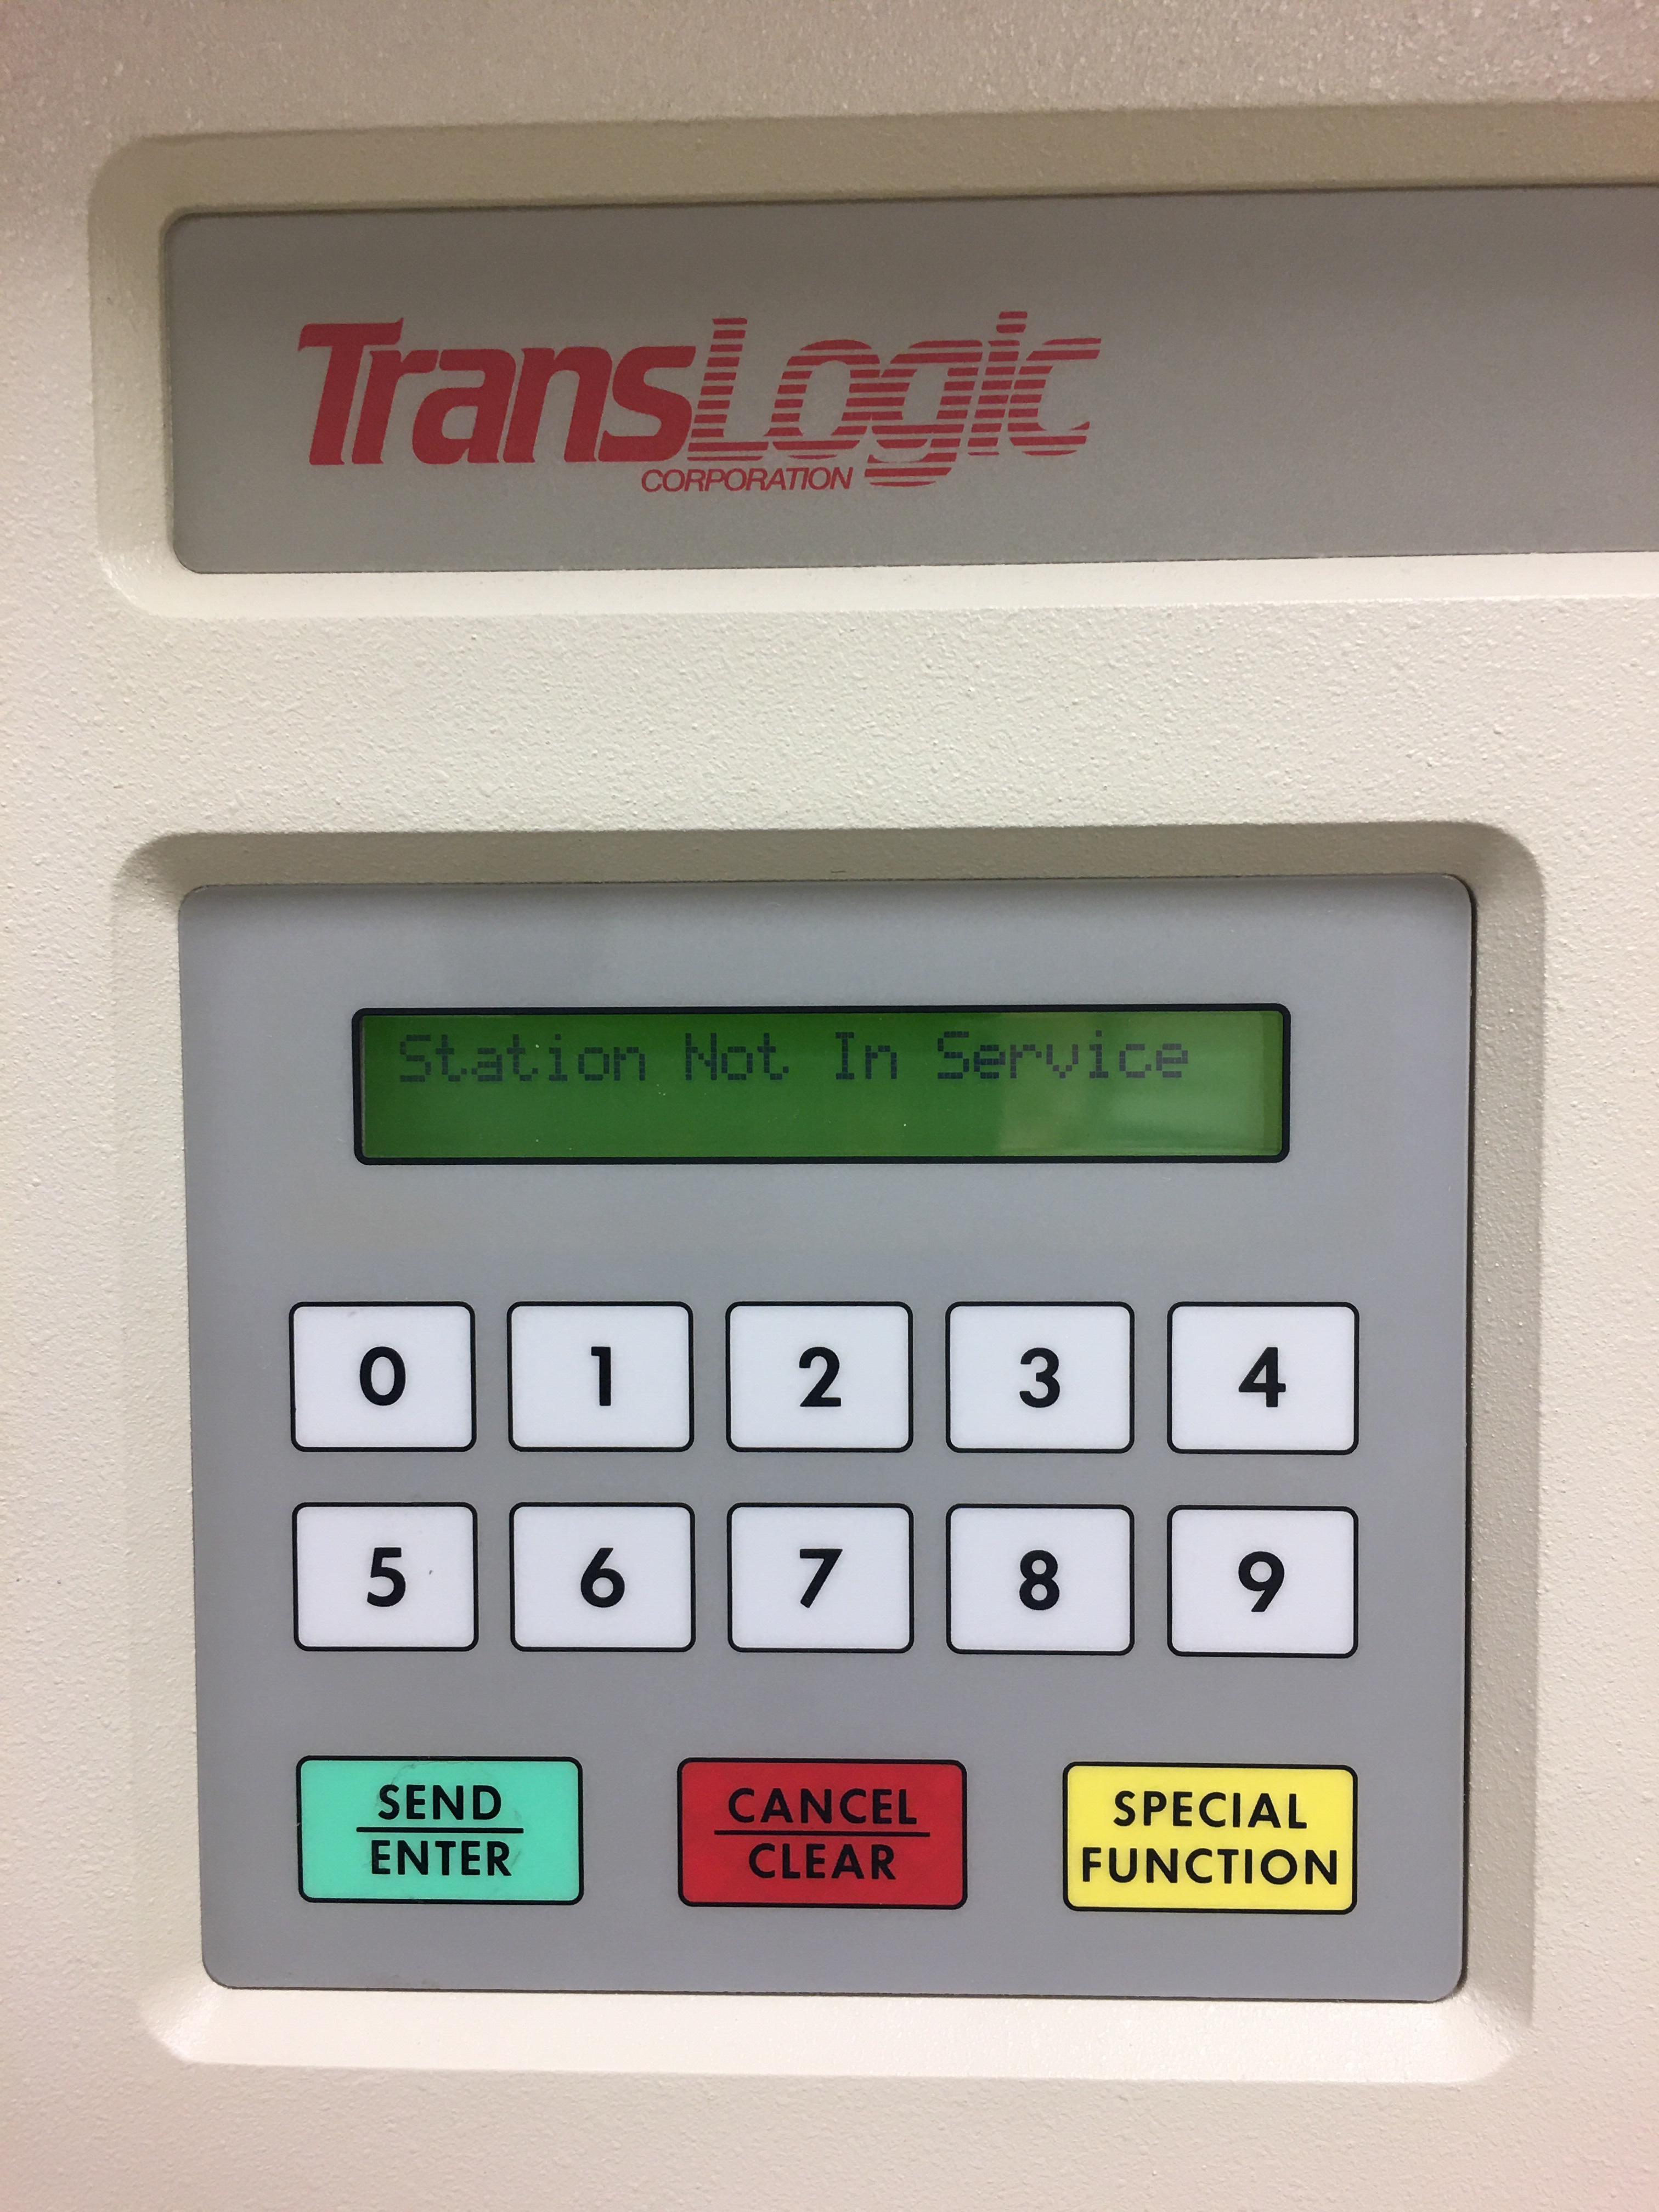 TransLogic
CORPORATION
Station Not In Service
0 1 2 3 4
5 6 7 8 9
SEND
ENTER
CANCEL
CLEAR
SPECIAL
FUNCTION